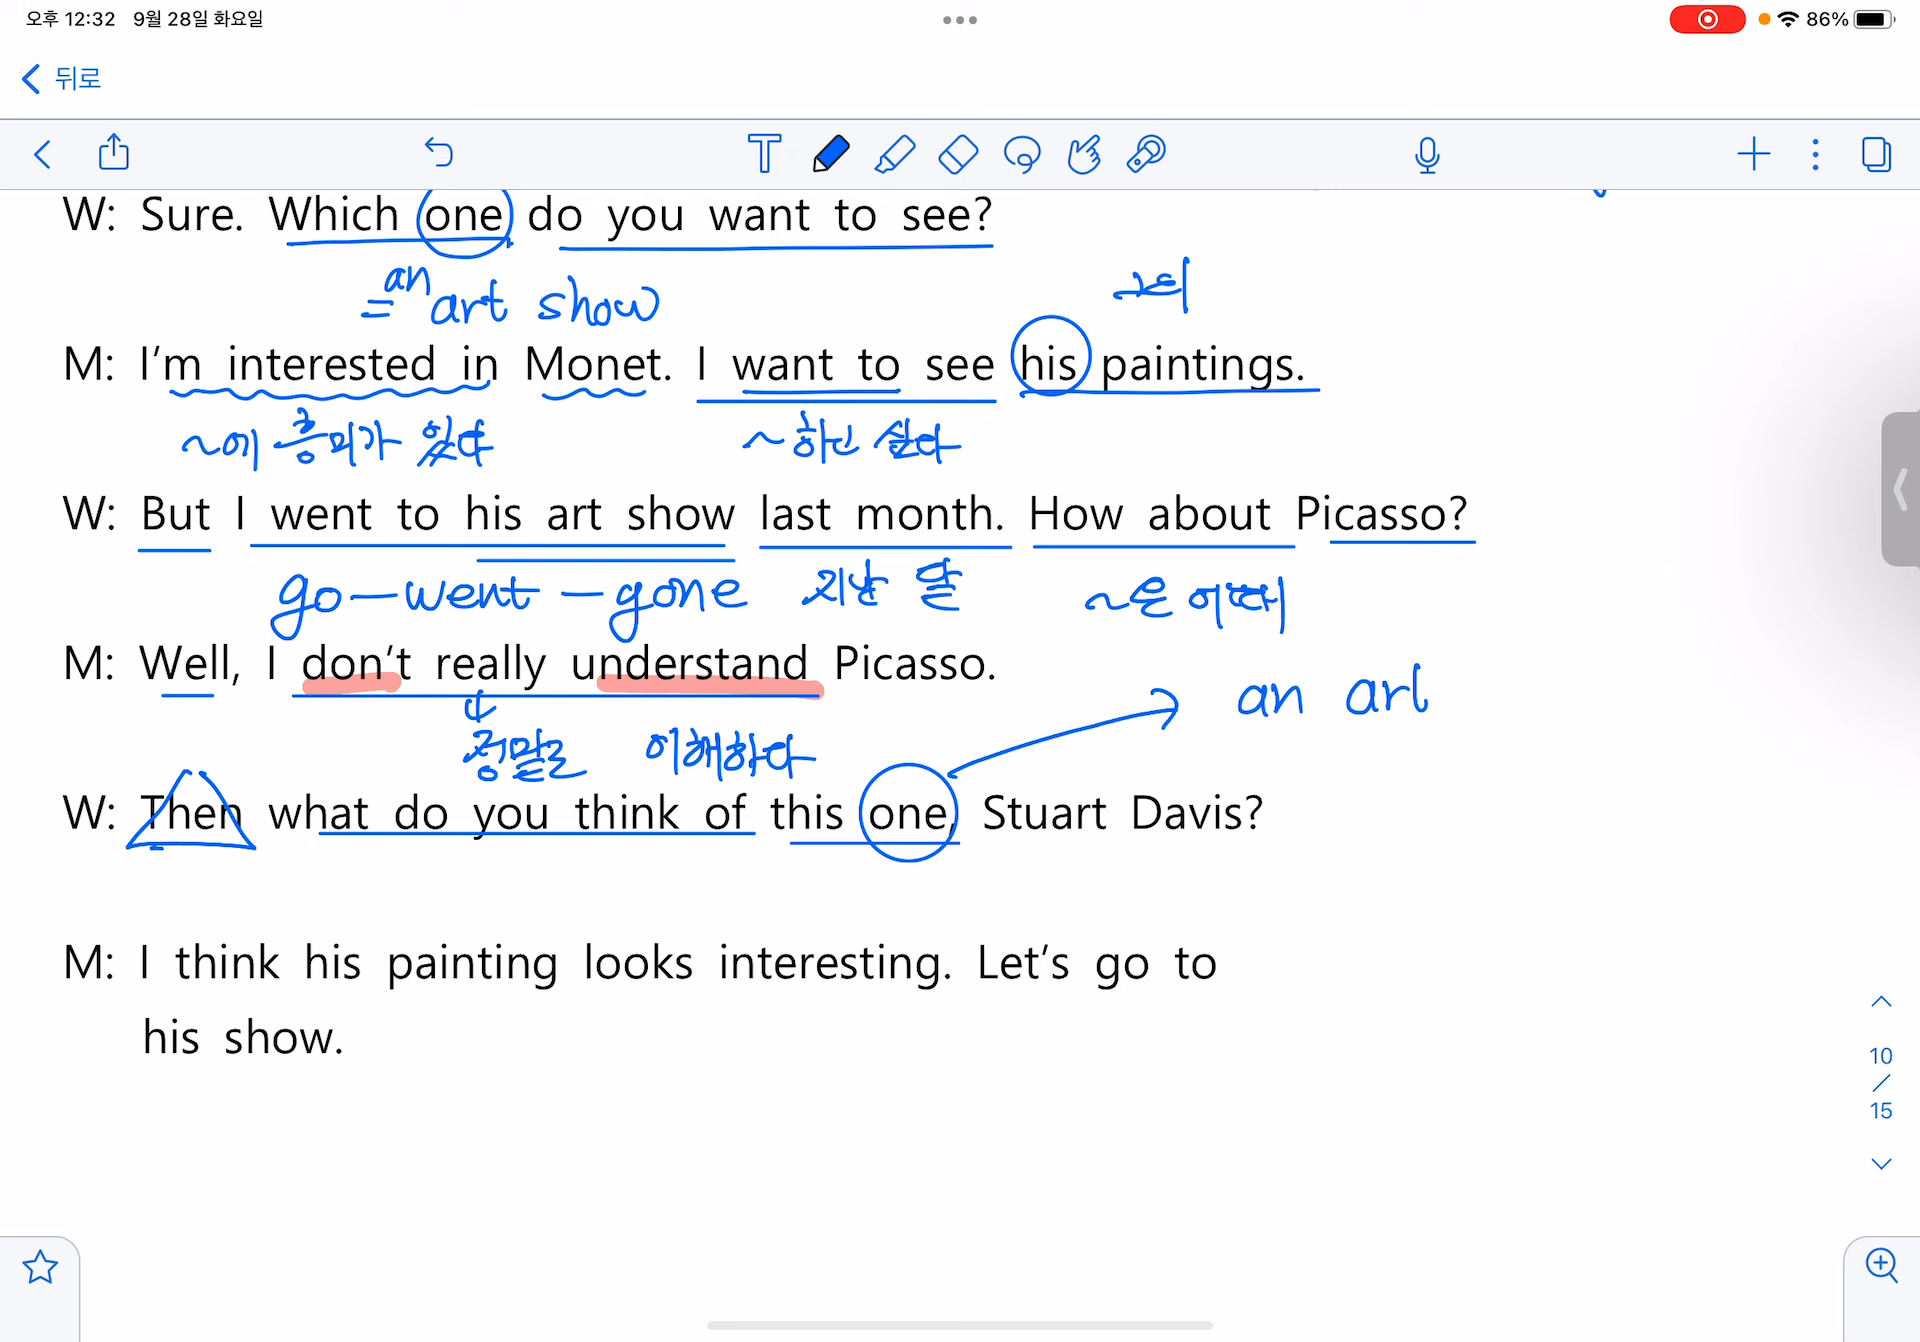 오후 12:32 9월 28일 화요일 86%
뒤로
W: Sure. Which one do you want to see?
= an art show
그의
M: I'm interested in Monet. I want to see his paintings.
~에 흥미가 있다 ~하고 싶다
W: But I went to his art show last month. How about Picasso?
go-went-gone 지난 달 ~은 어때
M: Well, I don't really understand Picasso.
정말로 이해하다
an art
W: Then what do you think of this one, Stuart Davis?
M: I think his painting looks interesting. Let's go to
his show.
10
/
15